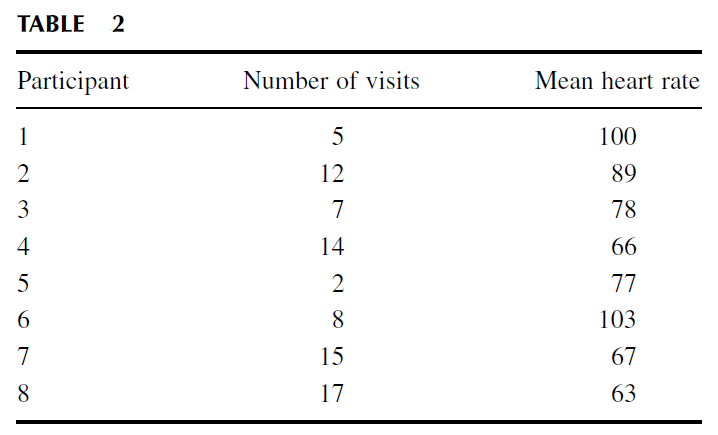 TABLE 2
Participant Number of visits Mean heart rate
1 5 100
2 12 89
3 7 78
4 14 66
5 2 77
6 8 103
7 15 67
8 17 63